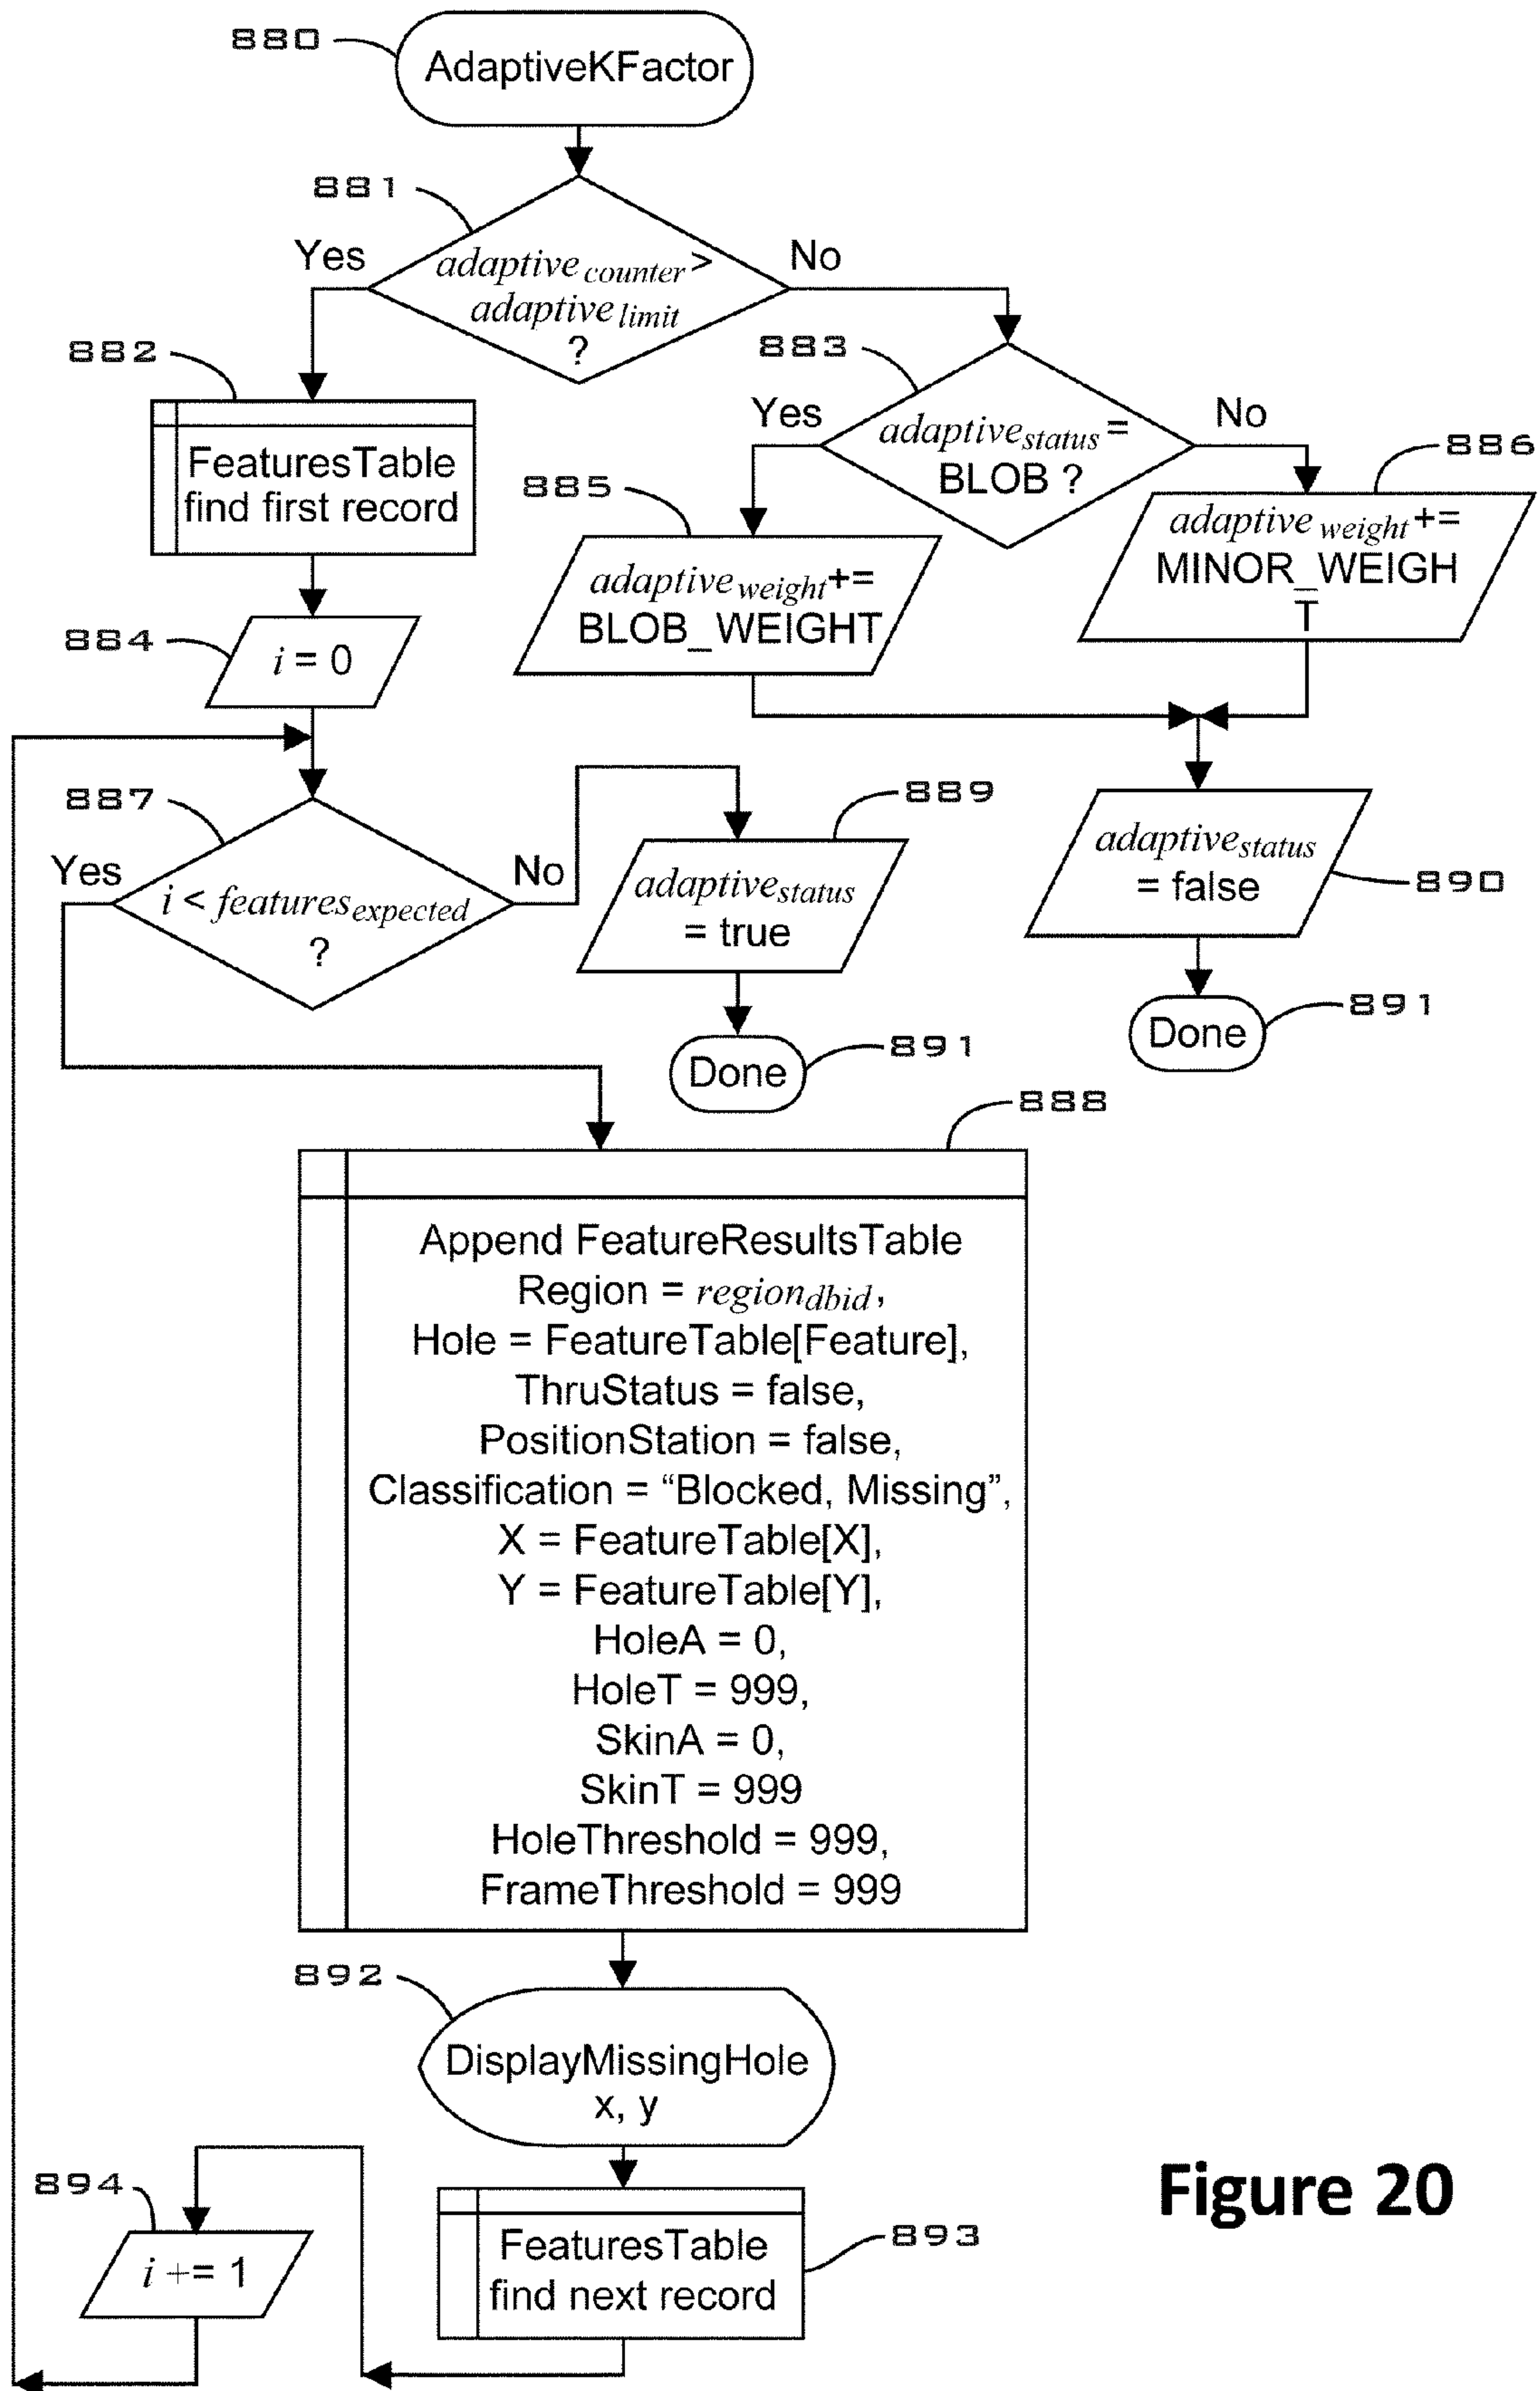 880
AdaptiveKFactor
881
Yes
adaptive counter >
adaptive limit
?
No
882
FeaturesTable
find first record
883
Yes
adaptive status =
BLOB ?
No
884
i = 0
885
adaptive weight +=
BLOB_WEIGHT
886
adaptive weight +=
MINOR_WEIGH
T
887
Yes
i < features expected
?
No
889
adaptive status
= true
891
Done
adaptive status
= false
890
891
Done
888
Append FeatureResultsTable
Region = region dbid,
Hole = FeatureTable[Feature],
ThruStatus = false,
PositionStation = false,
Classification = “Blocked, Missing”,
X = FeatureTable[X],
Y = FeatureTable[Y],
HoleA = 0,
HoleT = 999,
SkinA = 0,
SkinT = 999
HoleThreshold = 999,
FrameThreshold = 999
892
DisplayMissingHole
x, y
893
FeaturesTable
find next record
894
i += 1
Figure 20